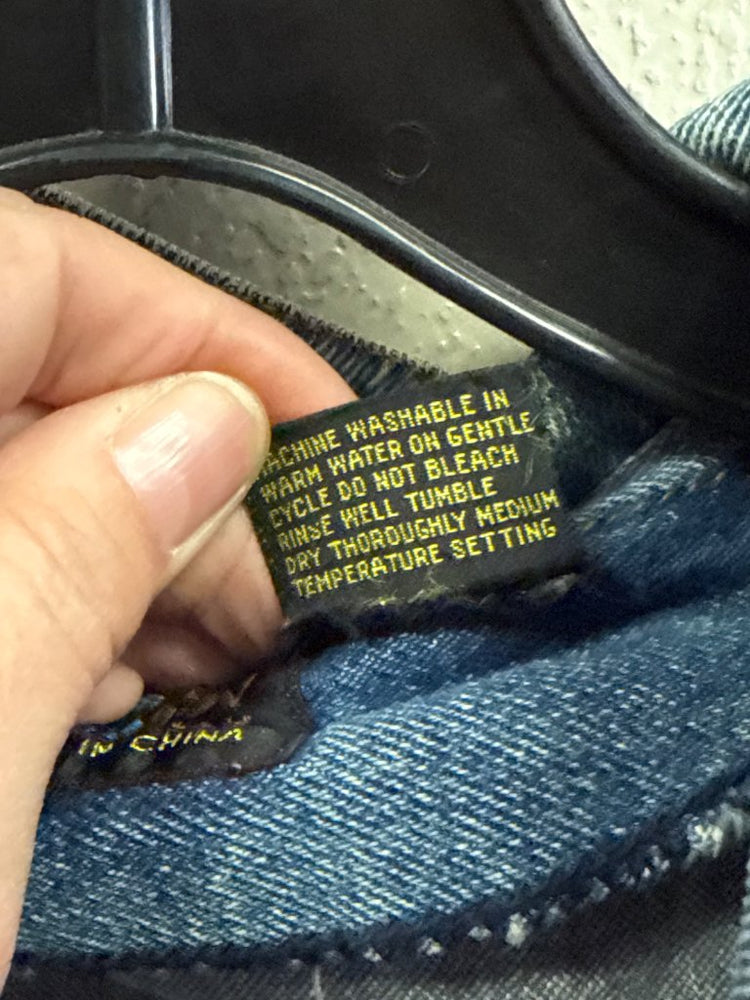 MACHINE WASHABLE IN
WARM WATER ON GENTLE
CYCLE DO NOT BLEACH
RINSE WELL TUMBLE
DRY THOROUGHLY MEDIUM
TEMPERATURE SETTING
IN CHINA